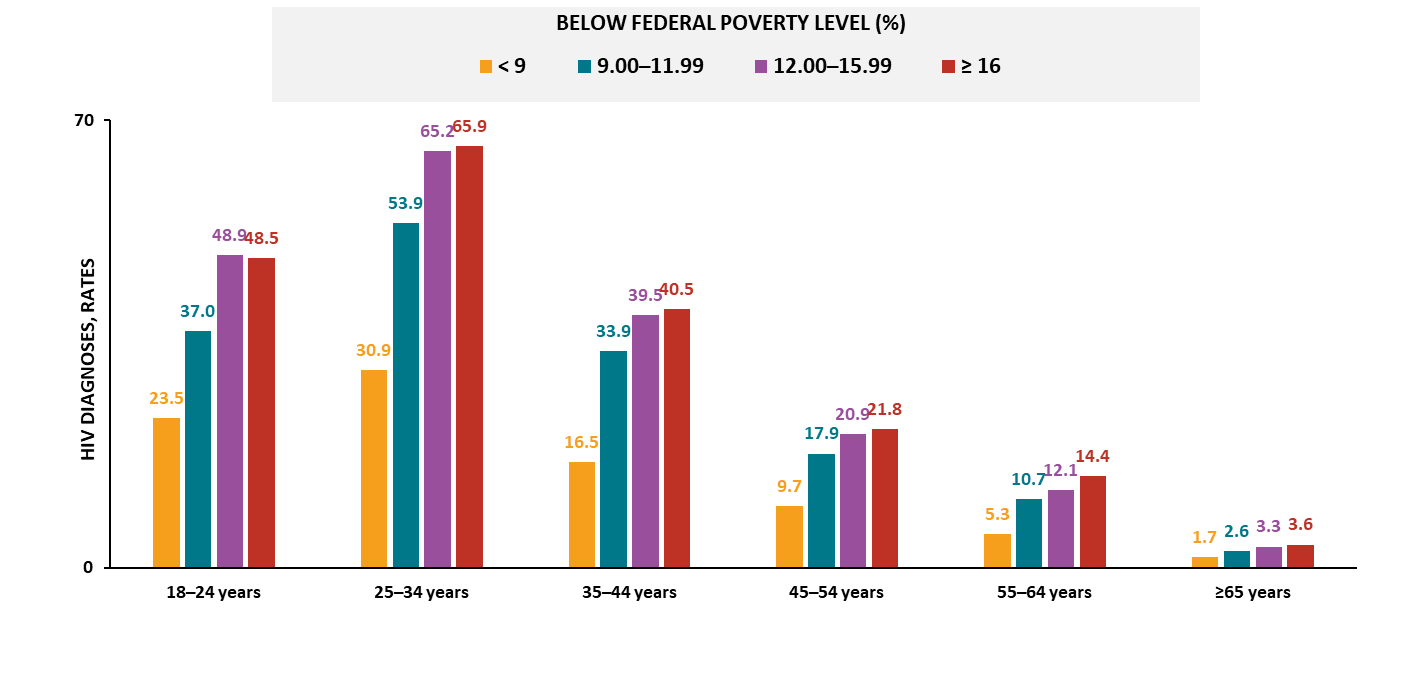 BELOW FEDERAL POVERTY LEVEL (%)
< 9 9.00–11.99 12.00–15.99 ≥ 16
70
0
HIV DIAGNOSES, RATES
23.5 37.0 48.9 48.5
30.9 53.9 65.2 65.9
16.5 33.9 39.5 40.5
9.7 17.9 20.9 21.8
5.3 10.7 12.1 14.4
1.7 2.6 3.3 3.6
18–24 years 25–34 years 35–44 years 45–54 years 55–64 years ≥65 years